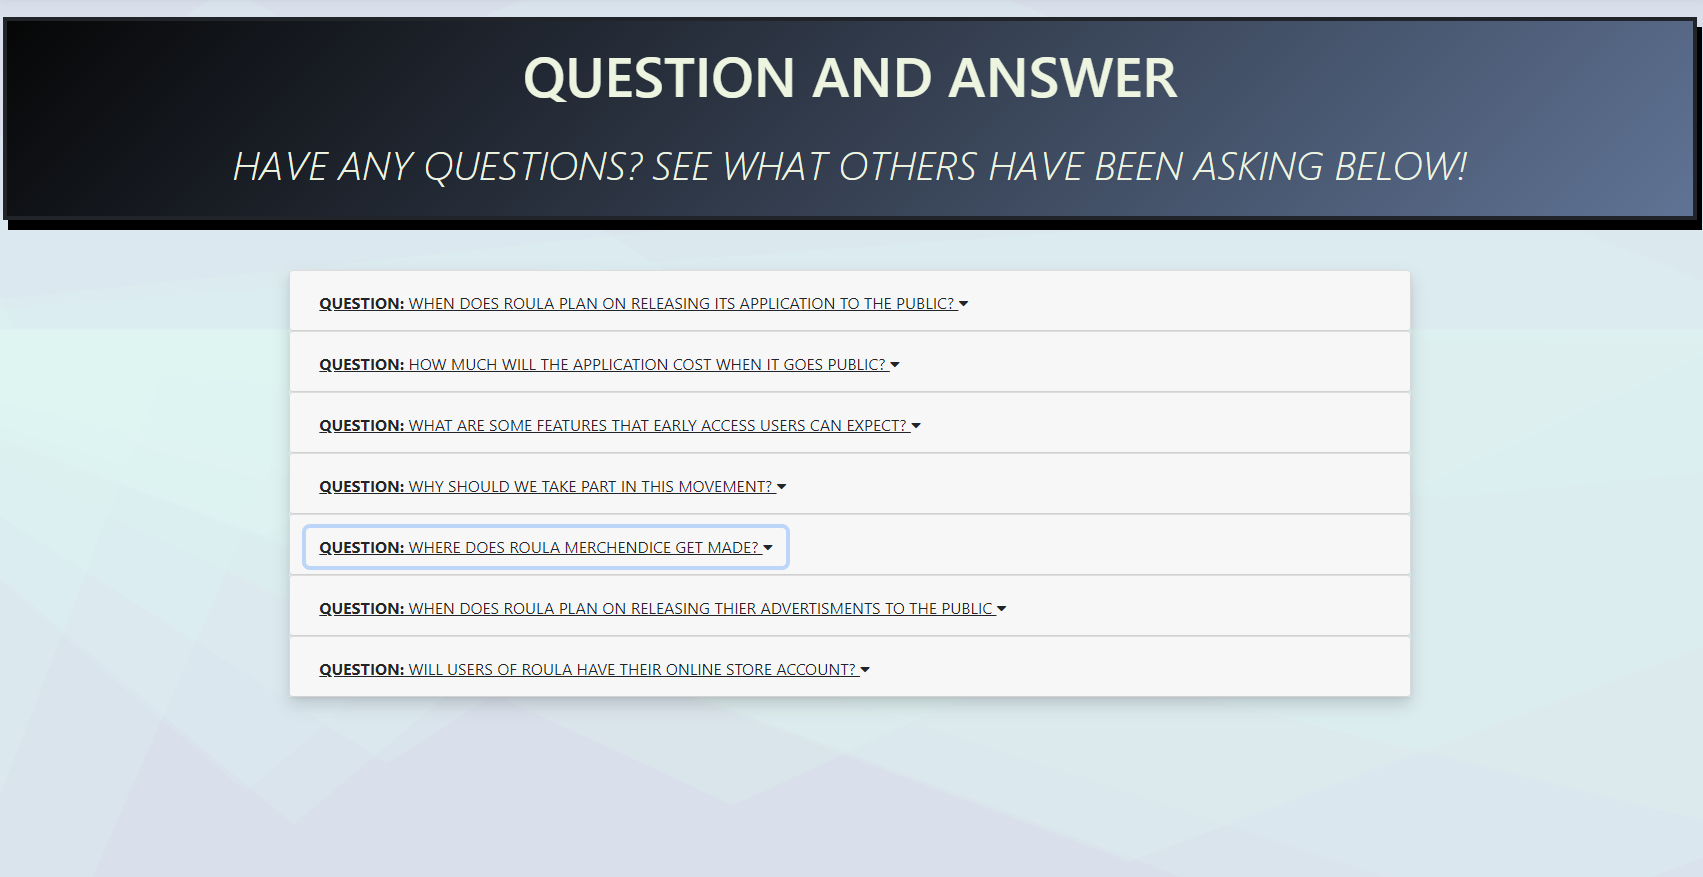 QUESTION AND ANSWER
HAVE ANY QUESTIONS? SEE WHAT OTHERS HAVE BEEN ASKING BELOW!
QUESTION: WHEN DOES ROULA PLAN ON RELEASING ITS APPLICATION TO THE PUBLIC?
QUESTION: HOW MUCH WILL THE APPLICATION COST WHEN IT GOES PUBLIC?
QUESTION: WHAT ARE SOME FEATURES THAT EARLY ACCESS USERS CAN EXPECT?
QUESTION: WHY SHOULD WE TAKE PART IN THIS MOVEMENT?
QUESTION: WHERE DOES ROULA MERCHENDICE GET MADE?
QUESTION: WHEN DOES ROULA PLAN ON RELEASING THIER ADVERTISMENTS TO THE PUBLIC
QUESTION: WILL USERS OF ROULA HAVE THEIR ONLINE STORE ACCOUNT?